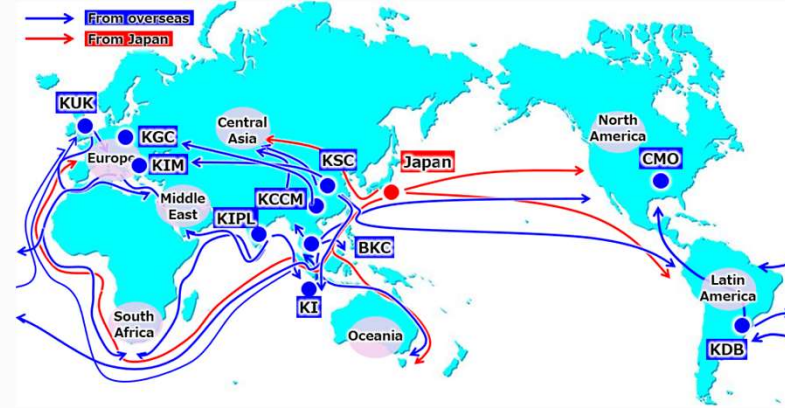 From overseas
From Japan
KUK
KGC
Europe
KIM
Central
Asia
KSC
Japan
North
America
CMO
Middle
East
KIPL
KCCM
BKC
KI
South
Africa
Oceania
Latin
America
KDB